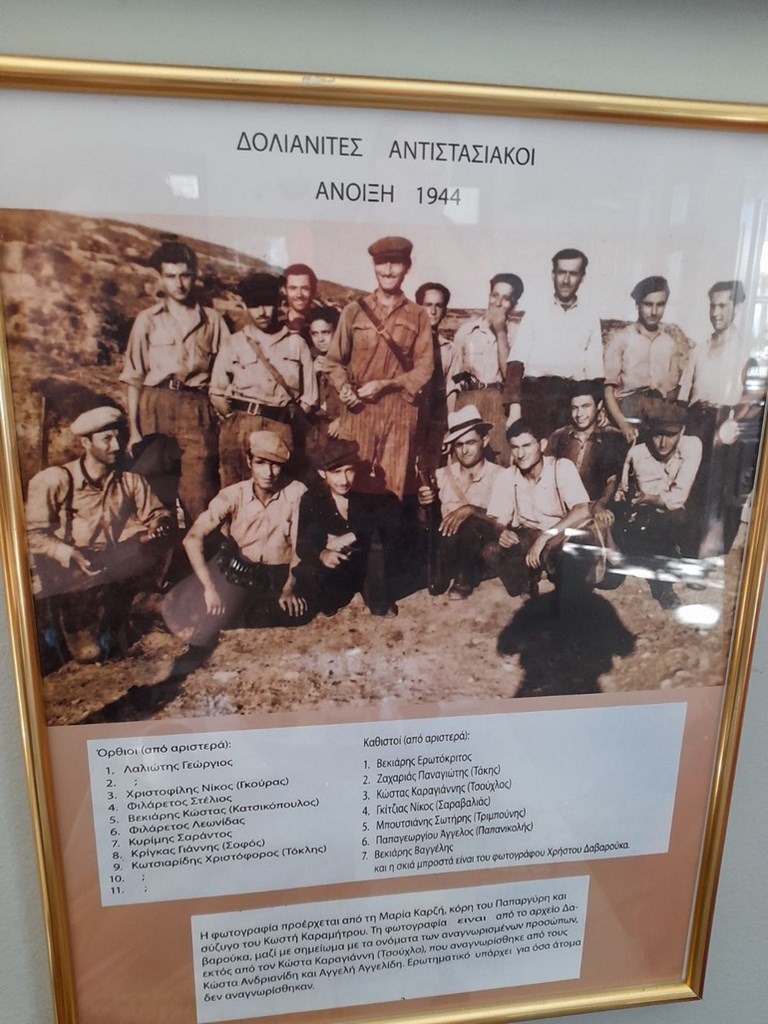 ΔΟΛΙΑΝΙΤΕΣ ΑΝΤΙΣΤΑΣΙΑΚΟΙ
ΑΝΟΙΞΗ 1944
Όρθιοι (από αριστερά):
1. Λαλιώτης Γεώργιος
2. ;
3. Χριστοφίλης Νίκος (Γκούρας)
4. Φιλάρετος Στέλιος
5. Βεκιάρης Κώστας (Κατσικόπουλος)
6. Φιλάρετος Λεωνίδας
7. Κυρίμης Σαράντος
8. Κρίγκας Γιάννης (Σοφός)
9. Κωτσιαρίδης Χριστόφορος (Τόκλης)
10. ;
11. ;
Καθιστοί (από αριστερά):
1. Βεκιάρης Ερωτόκριτος
2. Ζαχαριάς Παναγιώτης (Τάκης)
3. Κώστας Καραγιάννης (Τσούχλος)
4. Γκίτζιας Νίκος (Σαραβαλιάς)
5. Μπουτσιάνης Σωτήρης (Τριμπούνης)
6. Παπαγεωργίου Άγγελος (Παπανικολής)
7. Βεκιάρης Βαγγέλης
και η σκιά μπροστά είναι του φωτογράφου Χρήστου Δαβαρούκα.
Η φωτογραφία προέρχεται από τη Μαρία Καρζή, κόρη του Παπαργύρη και
σύζυγο του Κωστή Καραμήτρου. Τη φωτογραφία είναι από το αρχείο Δα-
βαρούκα, μαζί με σημείωμα με τα ονόματα των αναγνωρισμένων προσώπων,
εκτός από τον Κώστα Καραγιάννη (Τσούχλο), που αναγνωρίσθηκε από τους
Κώστα Ανδριανίδη και Αγγελή Αγγελίδη. Ερωτηματικό υπάρχει για όσα άτομα
δεν αναγνωρίσθηκαν.